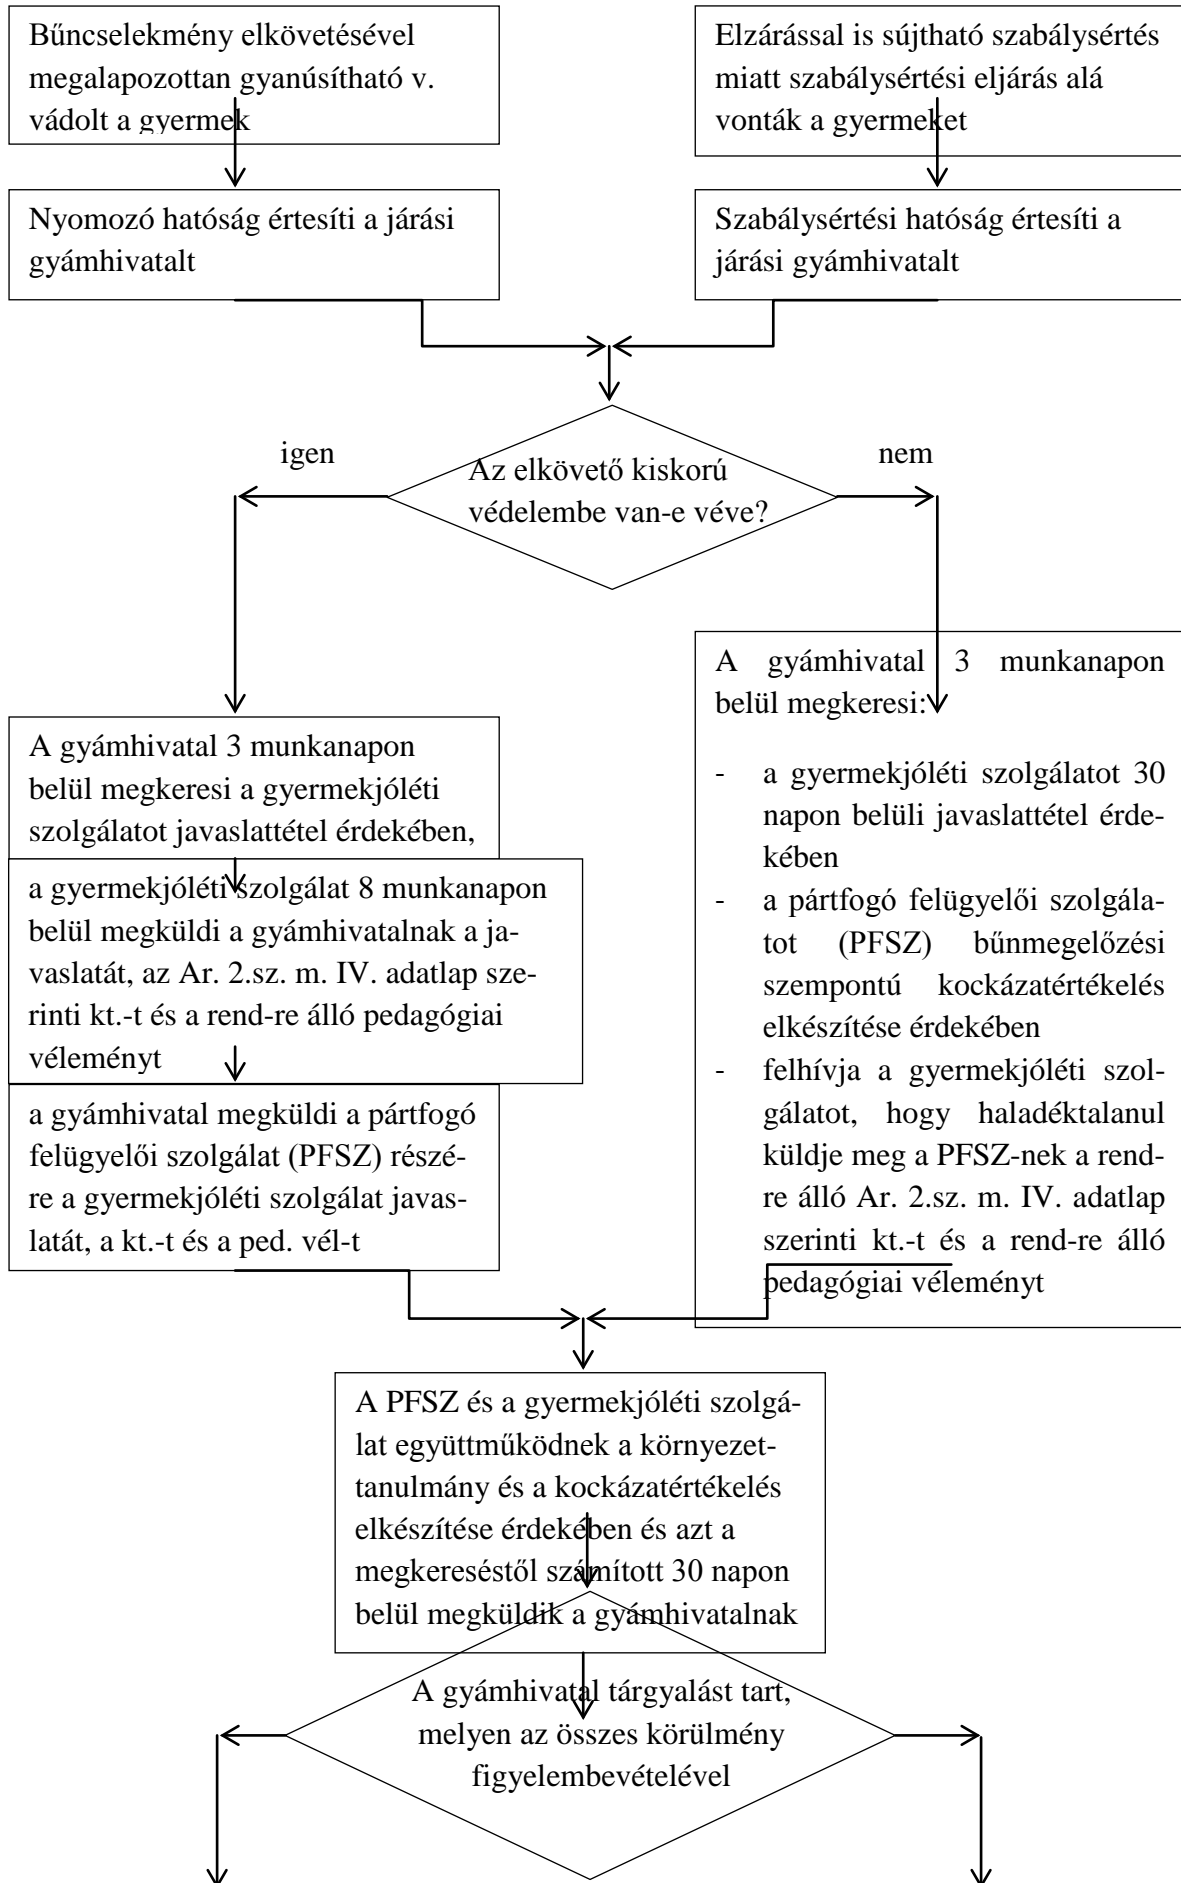 Bűncselekmény elkövetésével
megalapozottan gyanúsítható v.
vádolt a gyermek
Elzárással is sújtható szabálysértés
miatt szabálysértési eljárás alá
vonták a gyermeket
Nyomozó hatóság értesíti a járási
gyámhivatalt
Szabálysértési hatóság értesíti a
járási gyámhivatalt
igen
Az elkövető kiskorú
védelembe van-e véve?
nem
A gyámhivatal 3 munkanapon
belül megkeresi a gyermekjóléti
szolgálatot javaslattétel érdekében,
a gyermekjóléti szolgálat 8 munkanapon
belül megküldi a gyámhivatalnak a ja-
vaslatát, az Ar. 2.sz. m. IV. adatlap sze-
rinti kt.-t és a rend-re álló pedagógiai
véleményt
a gyámhivatal megküldi a pártfogó
felügyelői szolgálat (PFSZ) részé-
re a gyermekjóléti szolgálat javas-
latát, a kt.-t és a ped. vél-t
A gyámhivatal 3 munkanapon
belül megkeresi:
- a gyermekjóléti szolgálatot 30
napon belüli javaslattétel érde-
kében
- a pártfogó felügyelői szolgála-
tot (PFSZ) bűnmegelőzési
szempontú kockázatértékelés
elkészítése érdekében
- felhívja a gyermekjóléti szol-
gálatot, hogy haladéktalanul
küldje meg a PFSZ-nek a rend-
re álló Ar. 2.sz. m. IV. adatlap
szerinti kt.-t és a rend-re álló
pedagógiai véleményt
A PFSZ és a gyermekjóléti szolgá-
lat együttműködnek a környezet-
tanulmány és a kockázatértékelés
elkészítése érdekében és azt a
megkereséstől számított 30 napon
belül megküldik a gyámhivatalnak
A gyámhivatal tárgyalást tart,
melyen az összes körülmény
figyelembevételével